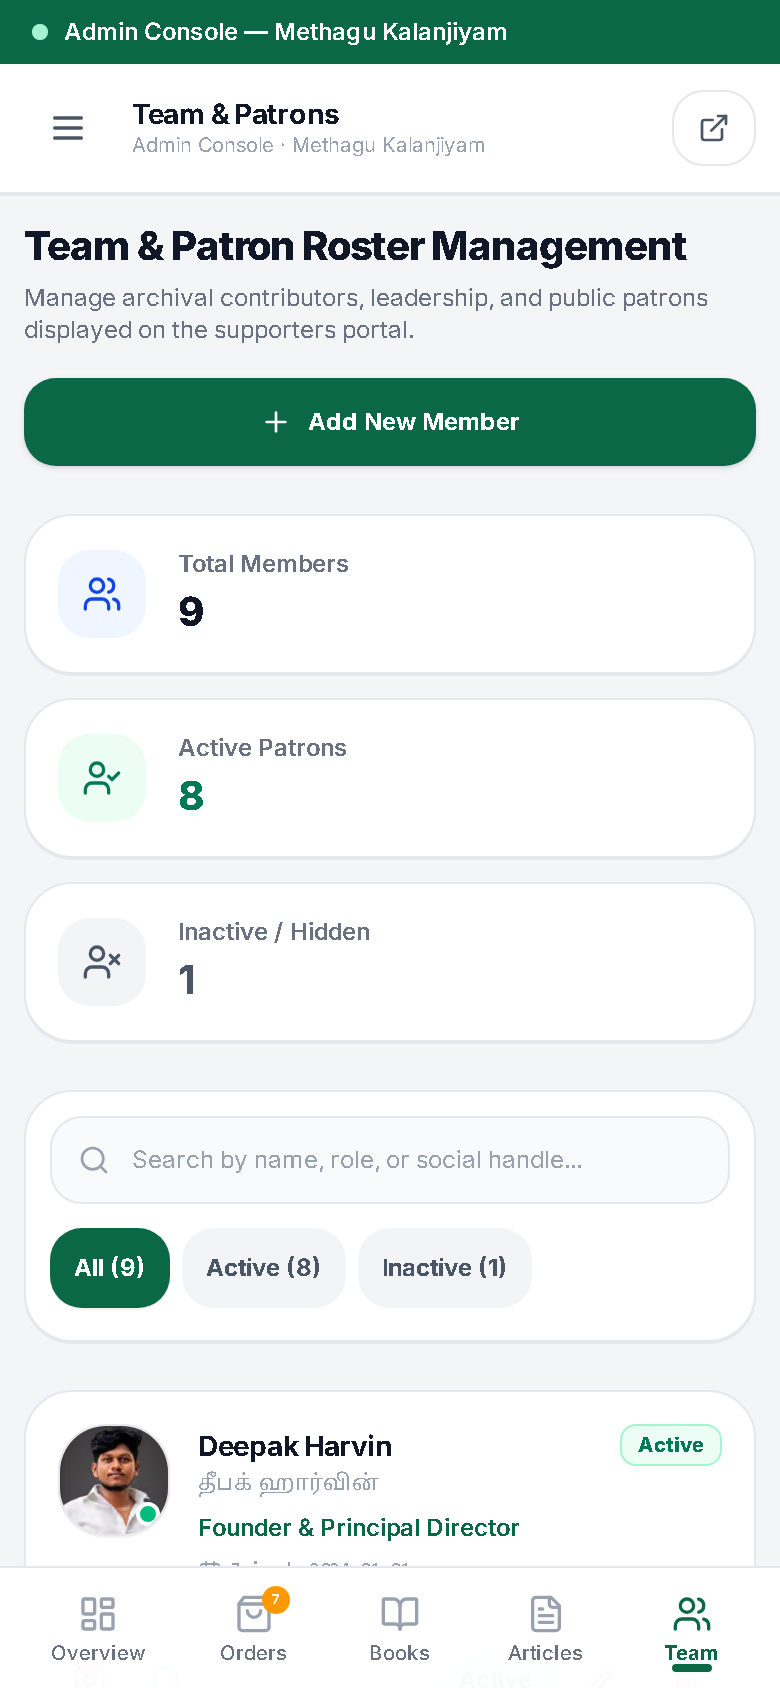 Admin Console — Methagu Kalanjiyam
Team & Patrons
Admin Console · Methagu Kalanjiyam
Team & Patron Roster Management
Manage archival contributors, leadership, and public patrons
displayed on the supporters portal.
Add New Member
Total Members
9
Active Patrons
8
Inactive / Hidden
1
Search by name, role, or social handle...
All (9)
Active (8)
Inactive (1)
Deepak Harvin
Active
தீபக் ஹார்வின்
Founder & Principal Director
7
Overview
Orders
Books
Articles
Team
Active